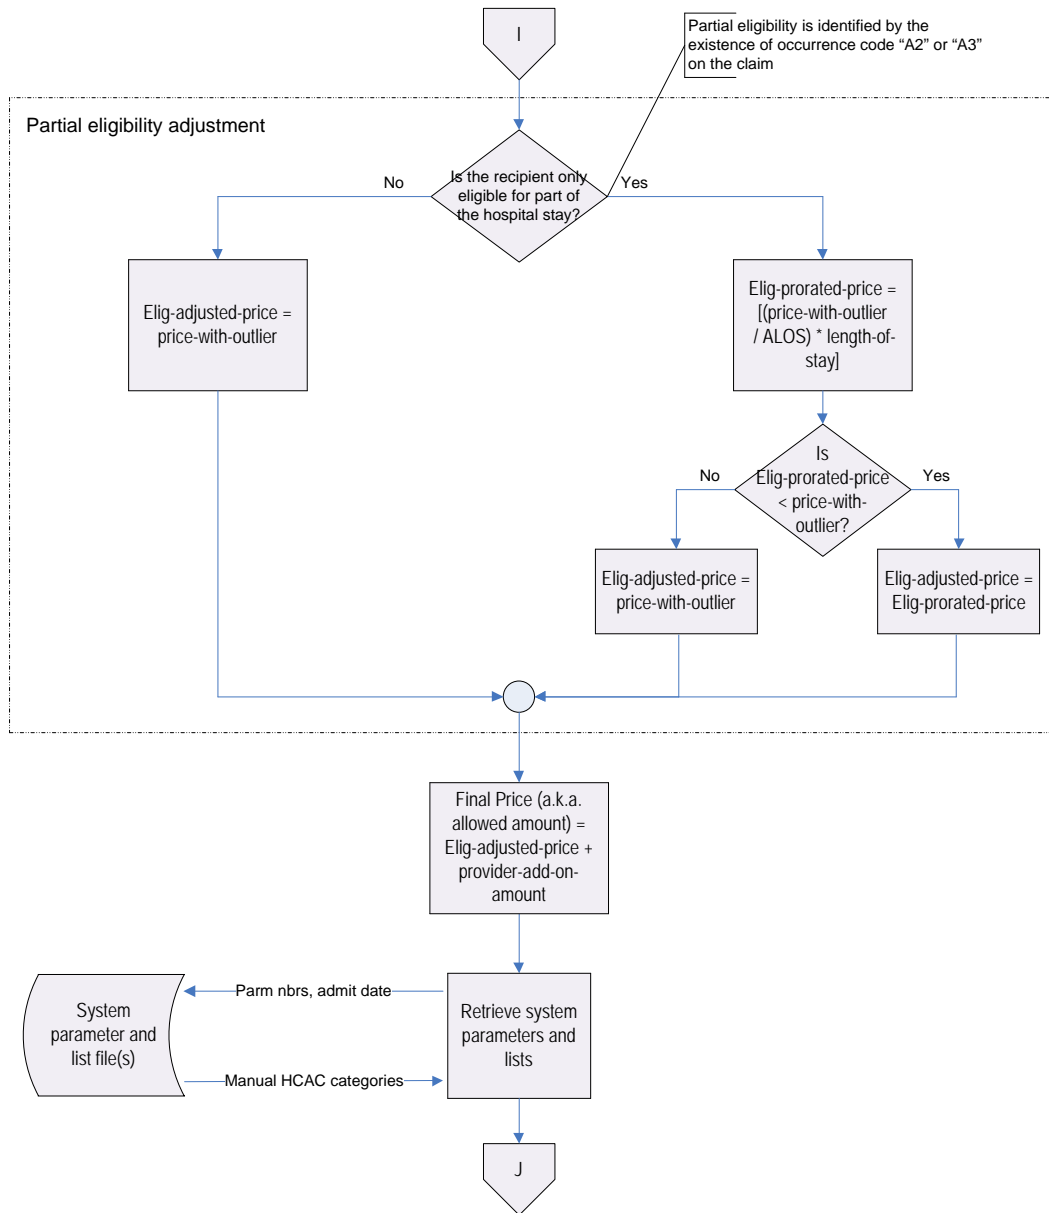 I
Partial eligibility is identified by the
existence of occurrence code “A2” or “A3”
on the claim
Partial eligibility adjustment
Is the recipient only
eligible for part of
the hospital stay?
No
Yes
Elig-adjusted-price =
price-with-outlier
Elig-prorated-price =
[(price-with-outlier
/ ALOS) * length-of-
stay]
Is
Elig-prorated-price
< price-with-
outlier?
No
Yes
Elig-adjusted-price =
price-with-outlier
Elig-adjusted-price =
Elig-prorated-price
Final Price (a.k.a.
allowed amount) =
Elig-adjusted-price +
provider-add-on-
amount
System
parameter and
list file(s)
Parm nbrs, admit date
Manual HCAC categories
Retrieve system
parameters and
lists
J